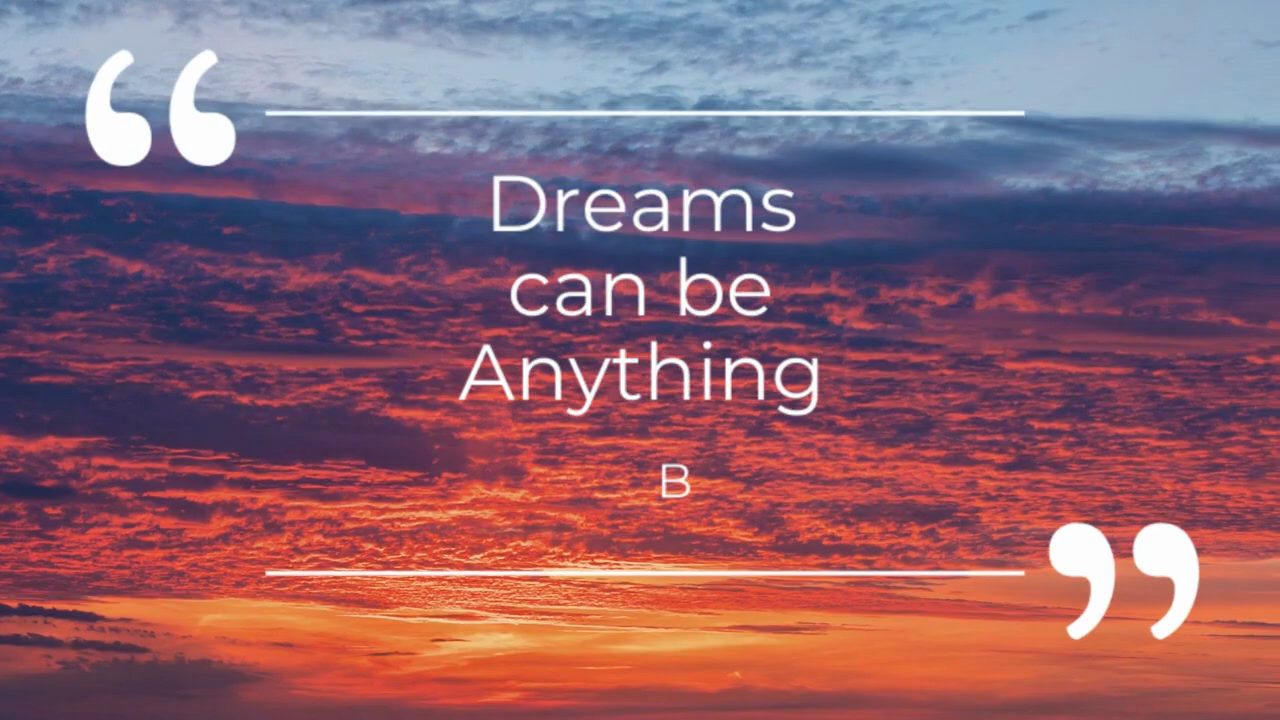 “
Dreams
can be
Anything
B
”